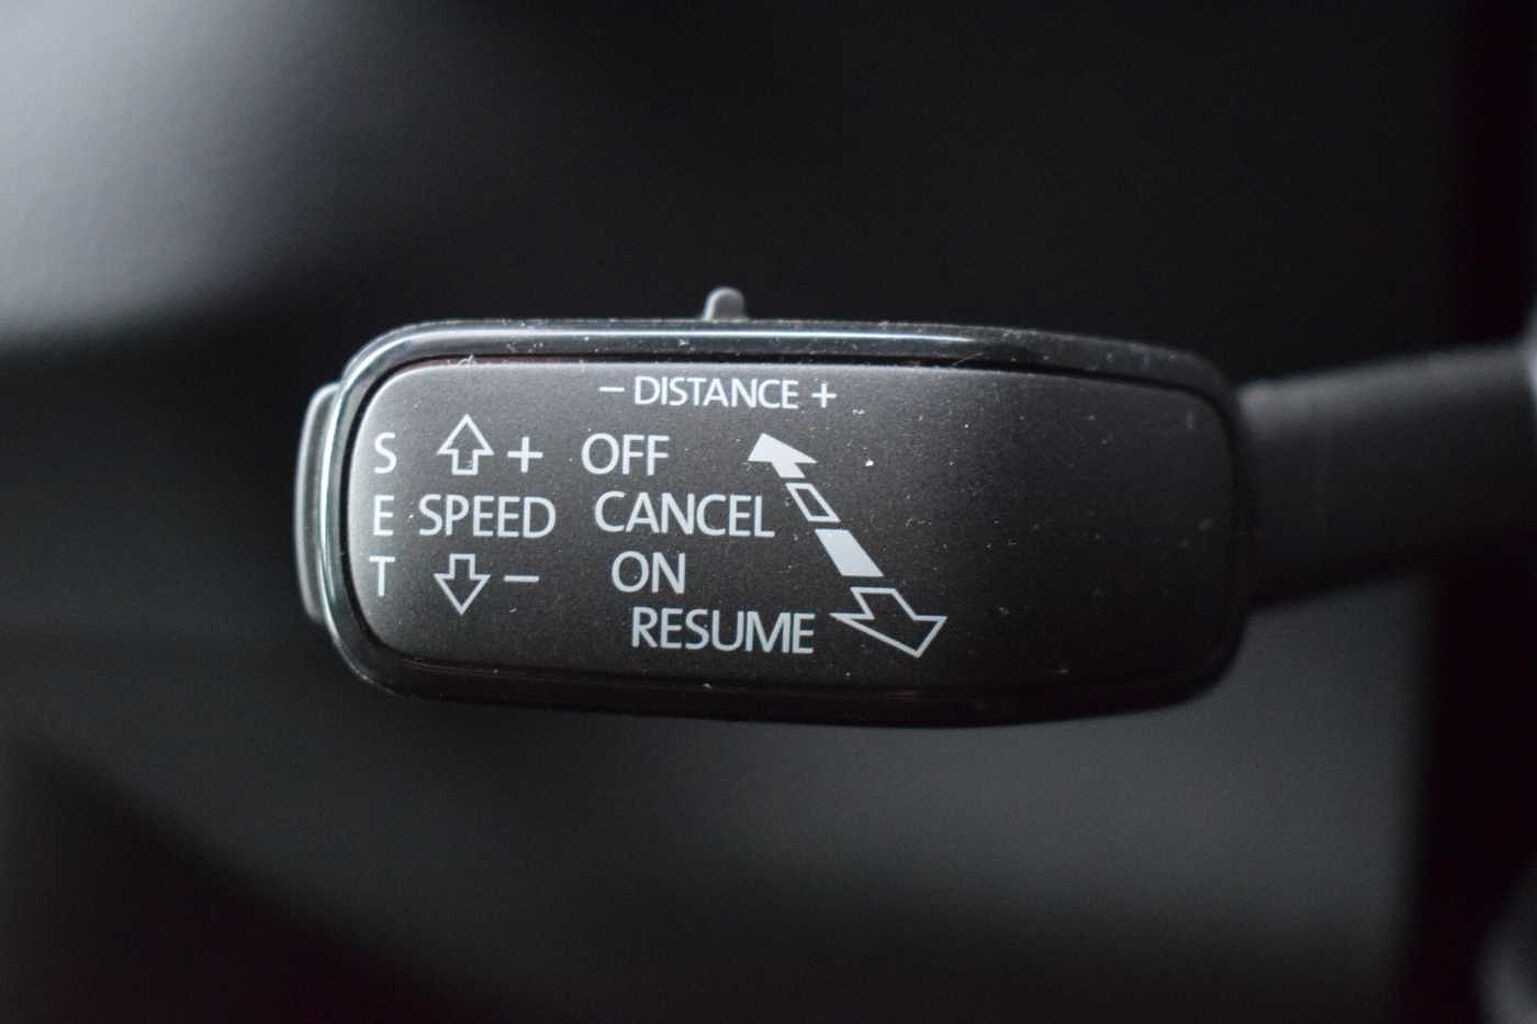 − DISTANCE +
S
E
T
+
SPEED
−
OFF
CANCEL
ON
RESUME